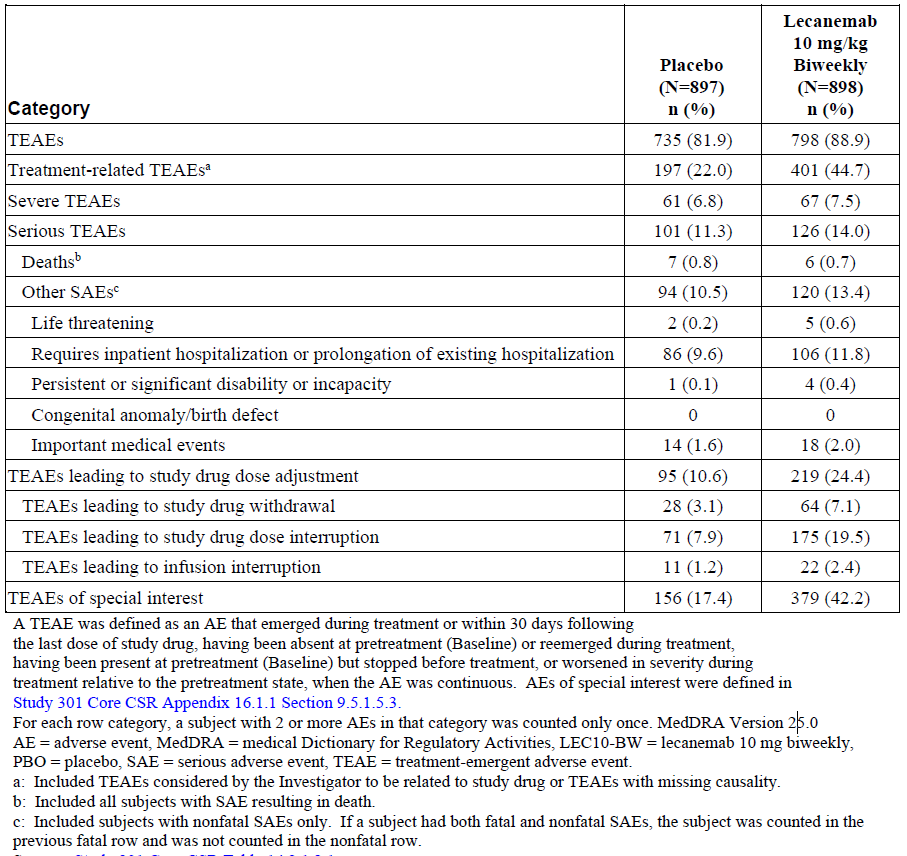 Category
Placebo
(N=897)
n (%)
Lecanemab
10 mg/kg
Biweekly
(N=898)
n (%)
TEAEs 735 (81.9) 798 (88.9)
Treatment-related TEAEsᵃ 197 (22.0) 401 (44.7)
Severe TEAEs 61 (6.8) 67 (7.5)
Serious TEAEs 101 (11.3) 126 (14.0)
Deathsᵇ 7 (0.8) 6 (0.7)
Other SAEsᶜ 94 (10.5) 120 (13.4)
Life threatening 2 (0.2) 5 (0.6)
Requires inpatient hospitalization or prolongation of existing hospitalization 86 (9.6) 106 (11.8)
Persistent or significant disability or incapacity 1 (0.1) 4 (0.4)
Congenital anomaly/birth defect 0 0
Important medical events 14 (1.6) 18 (2.0)
TEAEs leading to study drug dose adjustment 95 (10.6) 219 (24.4)
TEAEs leading to study drug withdrawal 28 (3.1) 64 (7.1)
TEAEs leading to study drug dose interruption 71 (7.9) 175 (19.5)
TEAEs leading to infusion interruption 11 (1.2) 22 (2.4)
TEAEs of special interest 156 (17.4) 379 (42.2)
A TEAE was defined as an AE that emerged during treatment or within 30 days following
the last dose of study drug, having been absent at pretreatment (Baseline) or reemerged during treatment,
having been present at pretreatment (Baseline) but stopped before treatment, or worsened in severity during
treatment relative to the pretreatment state, when the AE was continuous. AEs of special interest were defined in
Study 301 Core CSR Appendix 16.1.1 Section 9.5.1.5.3.
For each row category, a subject with 2 or more AEs in that category was counted only once. MedDRA Version 25.0
AE = adverse event, MedDRA = medical Dictionary for Regulatory Activities, LEC10-BW = lecanemab 10 mg biweekly,
PBO = placebo, SAE = serious adverse event, TEAE = treatment-emergent adverse event.
a: Included TEAEs considered by the Investigator to be related to study drug or TEAEs with missing causality.
b: Included all subjects with SAE resulting in death.
c: Included subjects with nonfatal SAEs only. If a subject had both fatal and nonfatal SAEs, the subject was counted in the
previous fatal row and was not counted in the nonfatal row.